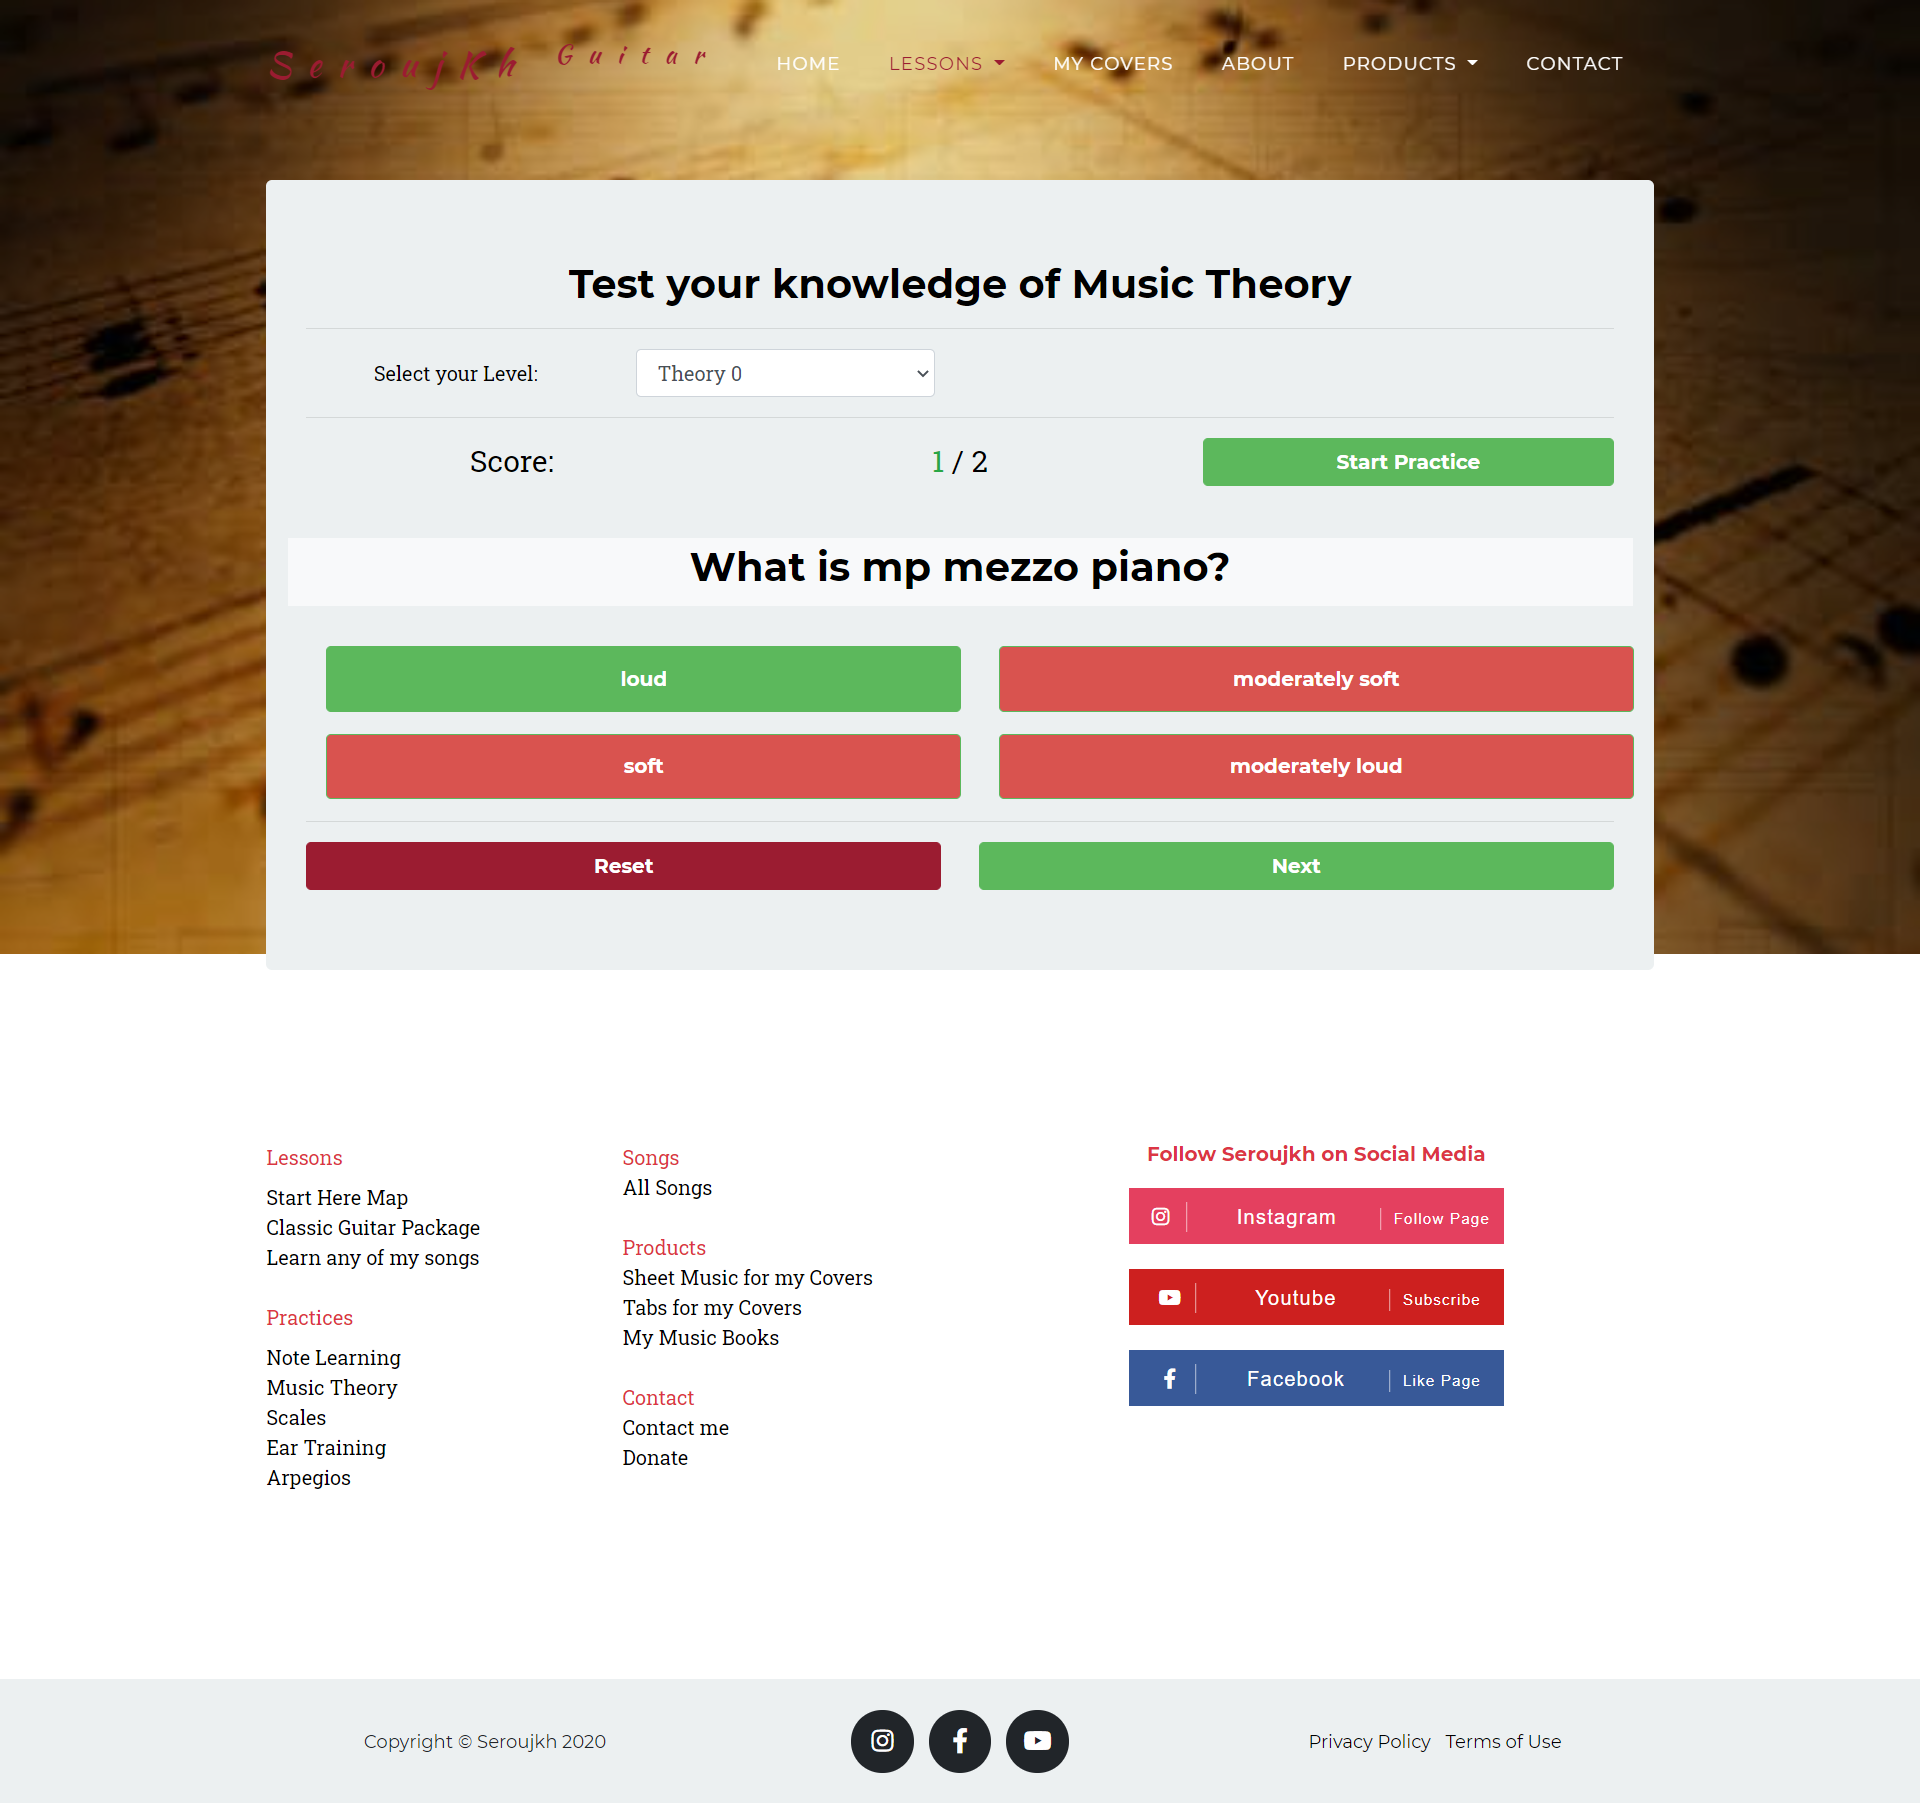 SeroujKh Guitar
HOME LESSONS MY COVERS ABOUT PRODUCTS CONTACT
Test your knowledge of Music Theory
Select your Level: Theory 0
Score: 1 / 2 Start Practice
What is mp mezzo piano?
loud moderately soft
soft moderately loud
Reset Next
Lessons
Start Here Map
Classic Guitar Package
Learn any of my songs
Practices
Note Learning
Music Theory
Scales
Ear Training
Arpegios
Songs
All Songs
Products
Sheet Music for my Covers
Tabs for my Covers
My Music Books
Contact
Contact me
Donate
Follow Seroujkh on Social Media
Instagram Follow Page
Youtube Subscribe
Facebook Like Page
Copyright © Seroujkh 2020
Privacy Policy Terms of Use